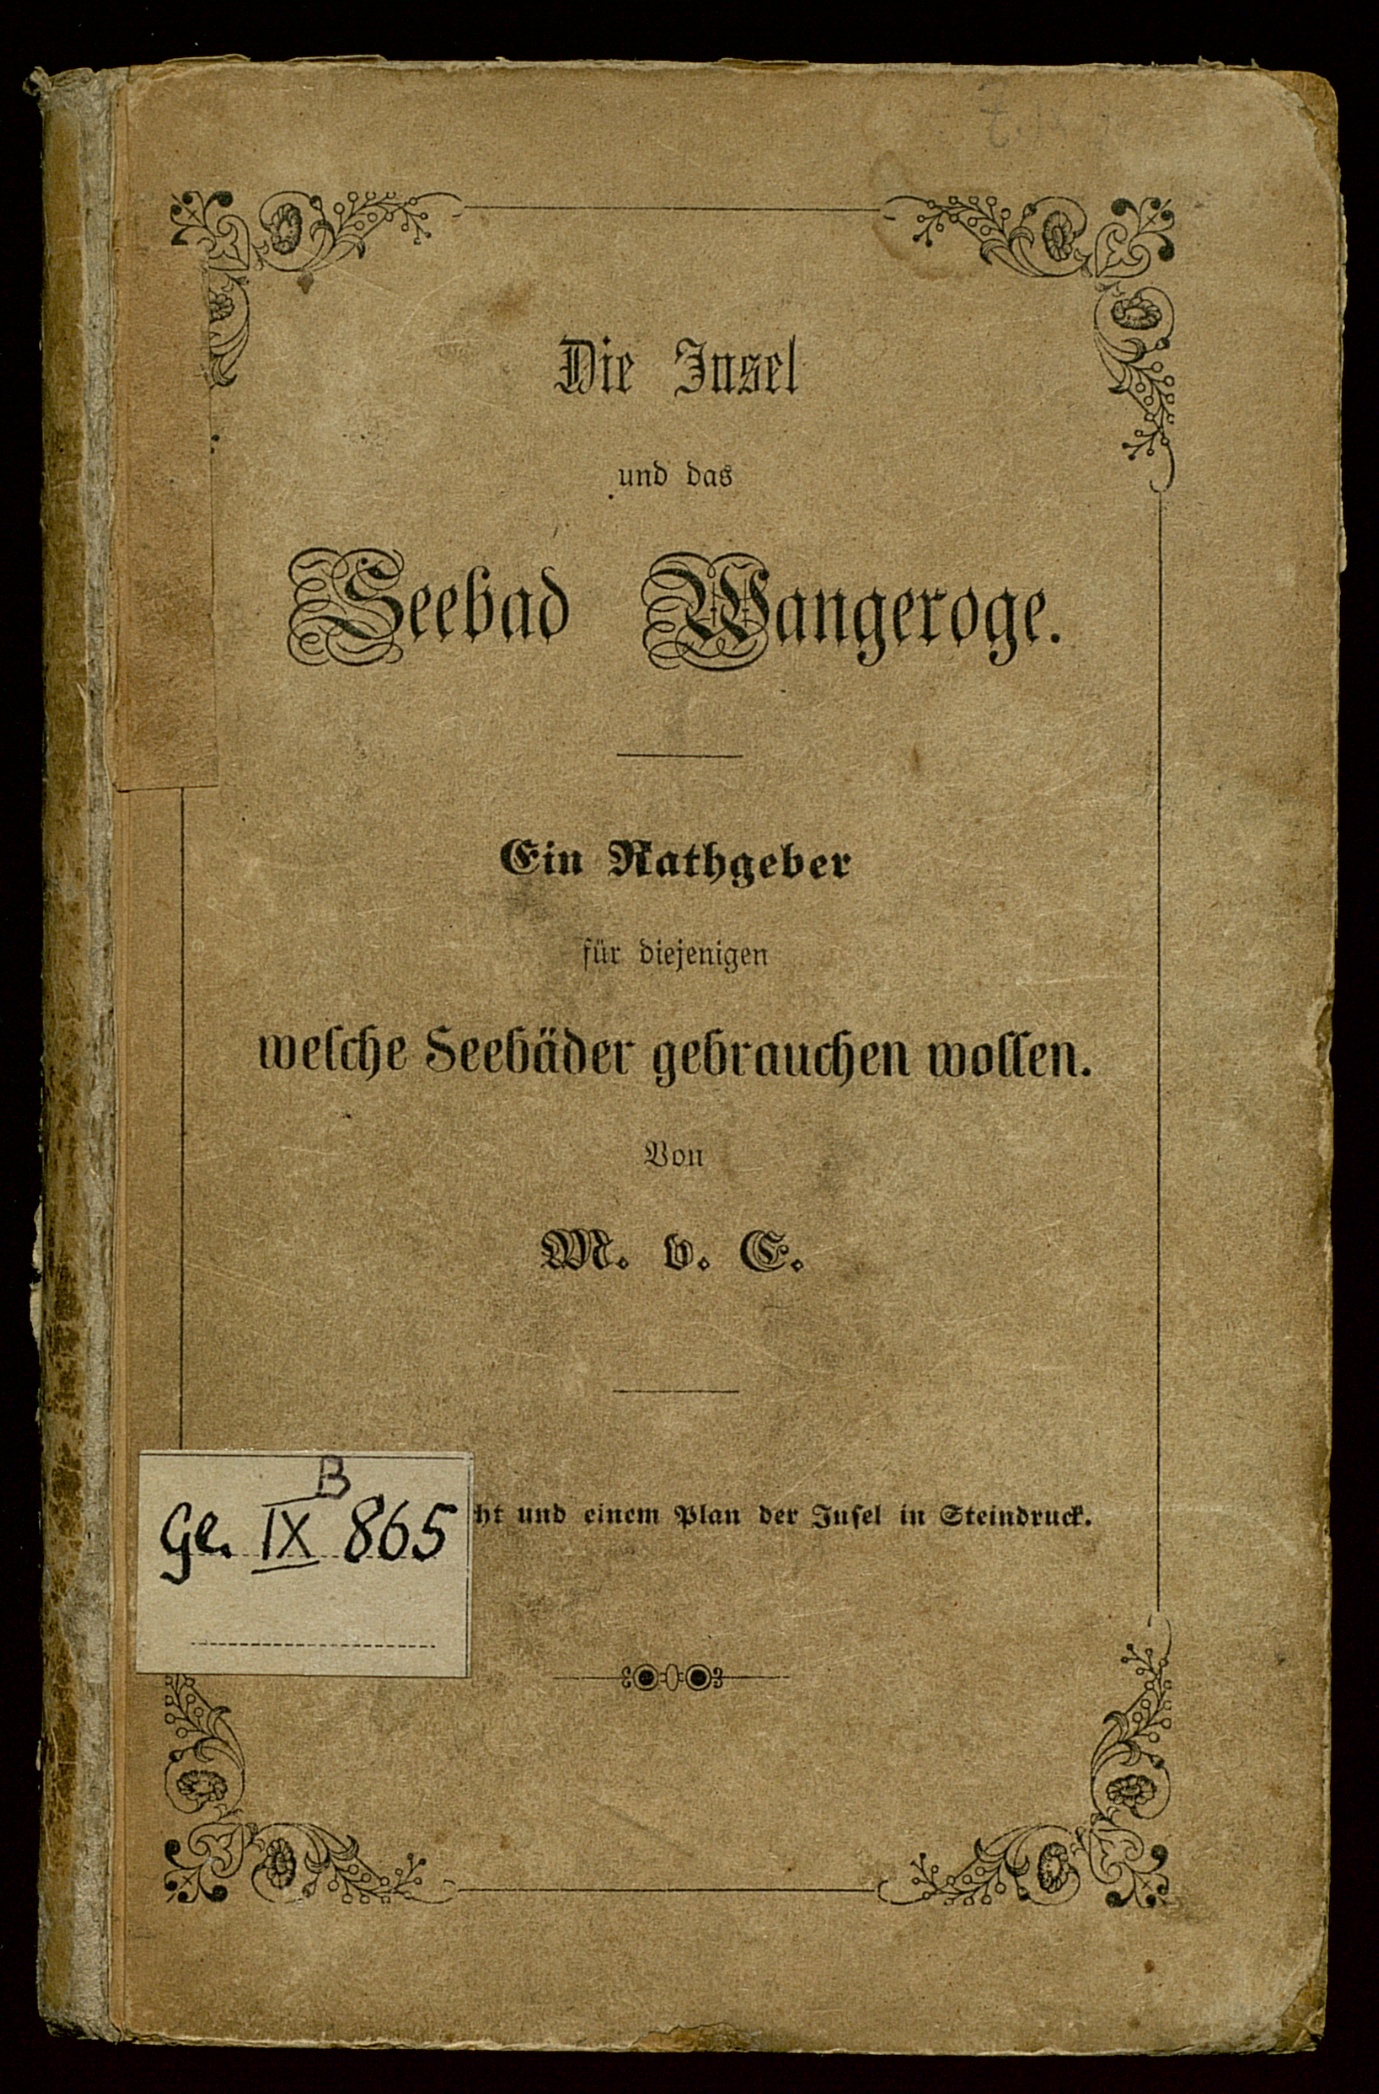 Die Insel
und das
Seebad Wangeroge.
Ein Rathgeber
für diejenigen
welche Seebäder gebrauchen wollen.
Von
M. v. E.
B
Ge. IX 865
ht und einem Plan der Insel in Steindruck.